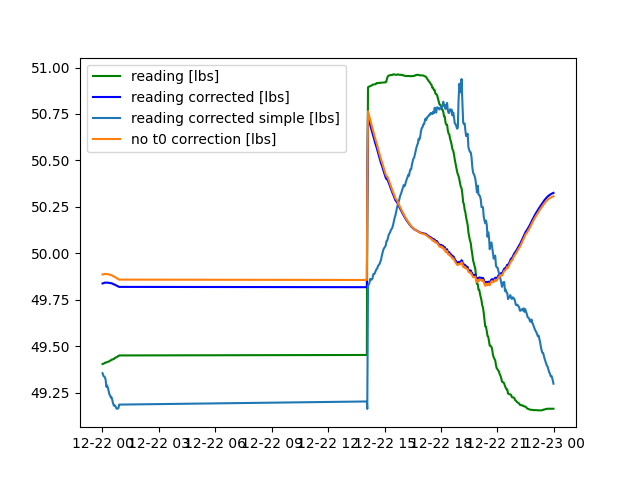 51.00
50.75
50.50
50.25
50.00
49.75
49.50
49.25
reading [lbs]
reading corrected [lbs]
reading corrected simple [lbs]
no t0 correction [lbs]
12-22 00 12-22 03 12-22 06 12-22 09 12-22 12 12-22 15 12-22 18 12-22 21 12-23 00